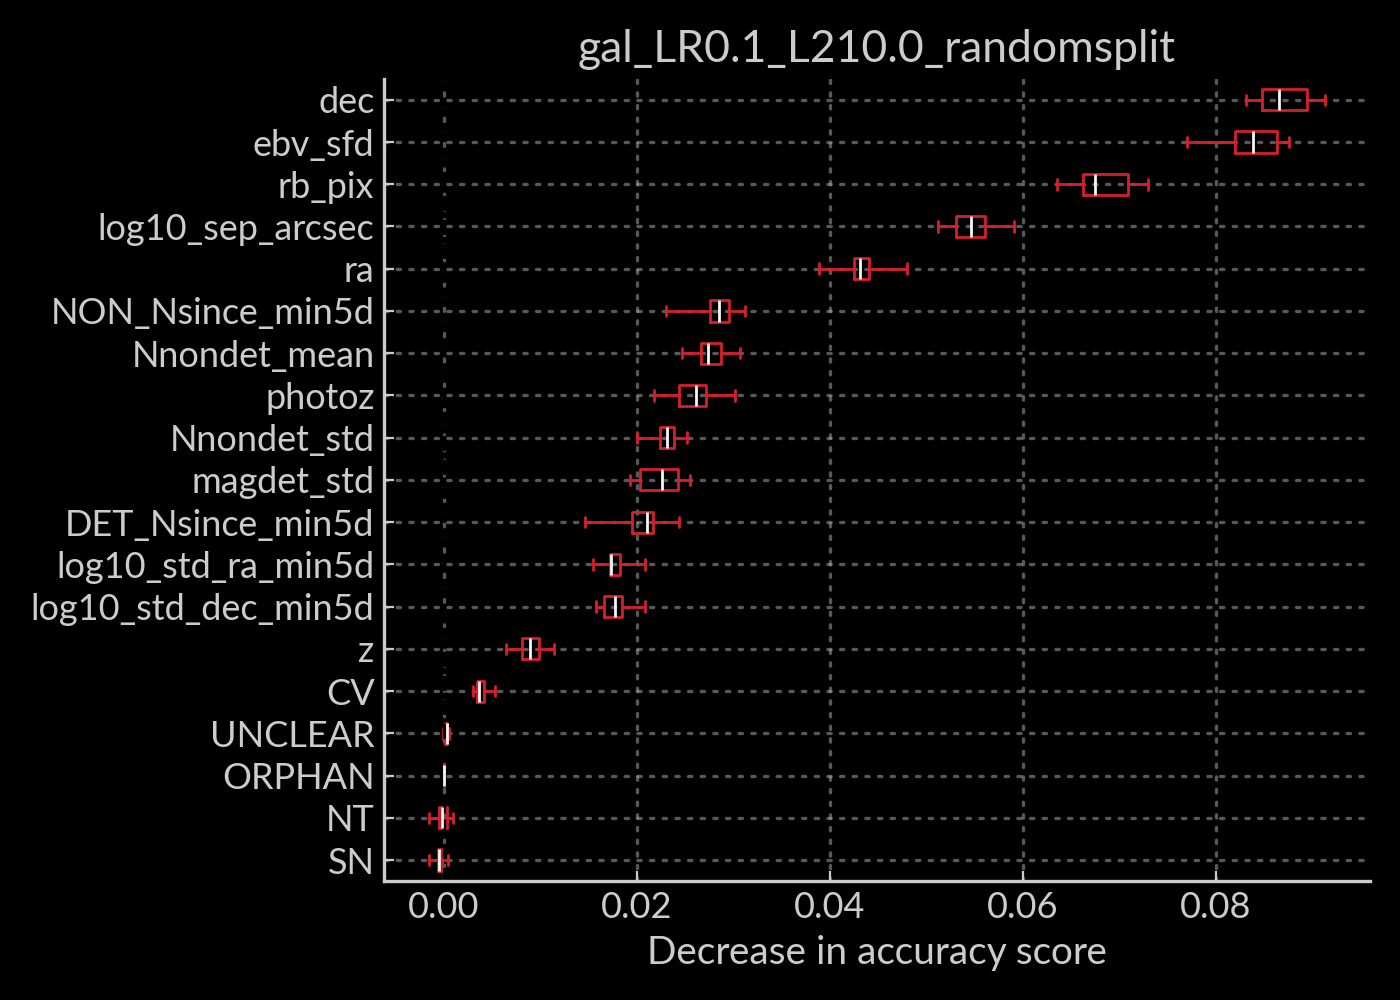 gal_LR0.1_L210.0_randomsplit
dec
ebv_sfd
rb_pix
log10_sep_arcsec
ra
NON_Nsince_min5d
Nnondet_mean
photoz
Nnondet_std
magdet_std
DET_Nsince_min5d
log10_std_ra_min5d
log10_std_dec_min5d
z
CV
UNCLEAR
ORPHAN
NT
SN
0.00 0.02 0.04 0.06 0.08
Decrease in accuracy score